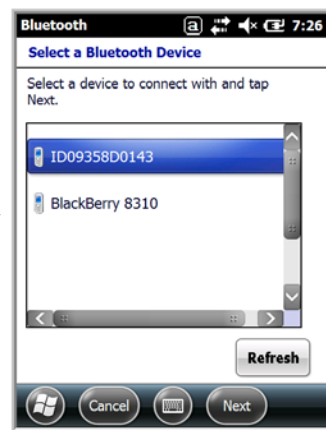 Bluetooth a 7:26
Select a Bluetooth Device
Select a device to connect with and tap
Next.
ID09358D0143
BlackBerry 8310
Refresh
Cancel Next